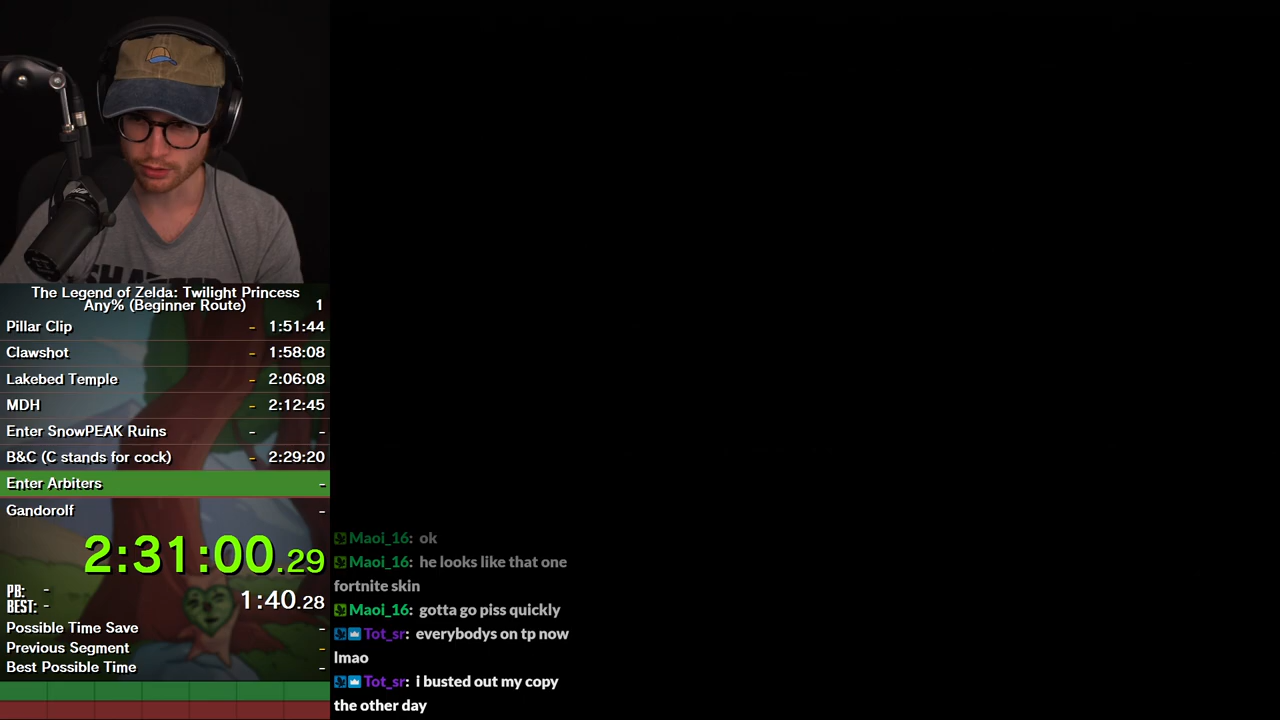 The Legend of Zelda: Twilight Princess
Any% (Beginner Route) 1
Pillar Clip - 1:51:44
Clawshot - 1:58:08
Lakebed Temple - 2:06:08
MDH - 2:12:45
Enter SnowPEAK Ruins - -
B&C (C stands for cock) - 2:29:20
Enter Arbiters -
Gandorolf -
2:31:00.29
PB: -
BEST: -
1:40.28
Possible Time Save -
Previous Segment -
Best Possible Time -
Maoi_16: ok
Maoi_16: he looks like that one
fortnite skin
Maoi_16: gotta go piss quickly
Tot_sr: everybodys on tp now
lmao
Tot_sr: i busted out my copy
the other day